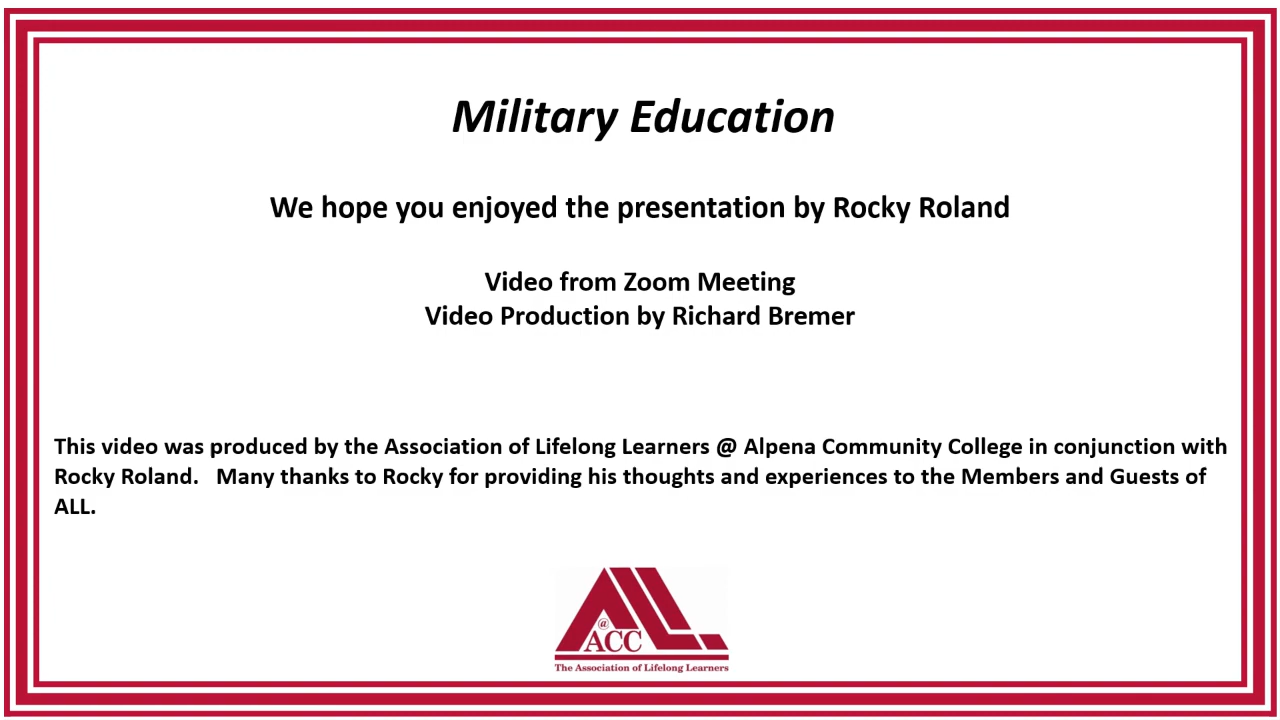 Military Education
We hope you enjoyed the presentation by Rocky Roland
Video from Zoom Meeting
Video Production by Richard Bremer
This video was produced by the Association of Lifelong Learners @ Alpena Community College in conjunction with
Rocky Roland.   Many thanks to Rocky for providing his thoughts and experiences to the Members and Guests of
ALL.
ALL
@
ACC
The Association of Lifelong Learners